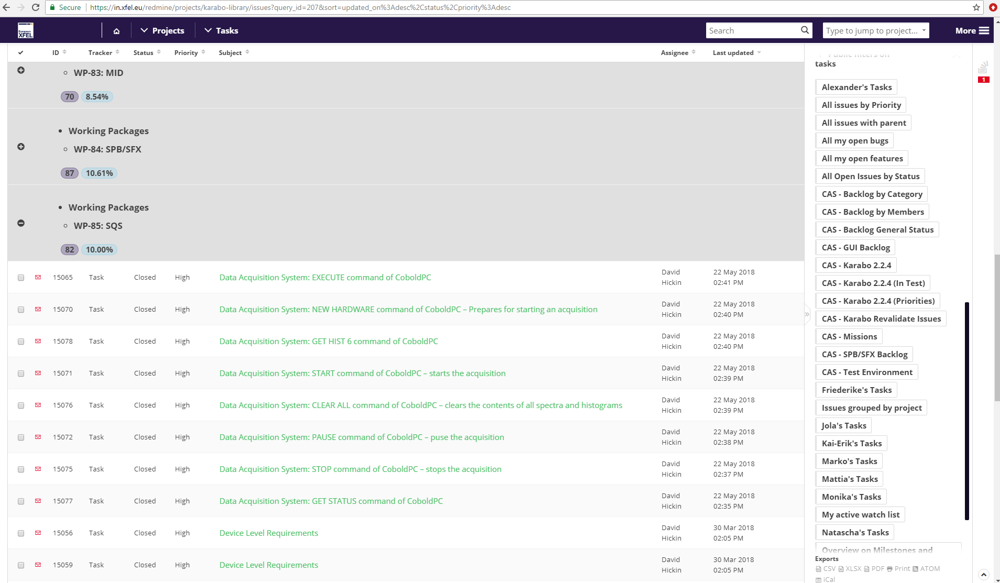 Secure https://in.xfel.eu/redmine/projects/karabo-library/issues?query_id=207&sort=updated_on%3Adesc%2Cstatus%2Cpriority%3Adesc
European
XFEL
Projects
Tasks
Search
Type to jump to project...
More
ID Tracker Status Priority Subject Assignee Last updated
WP-83: MID
70 8.54%
Working Packages
WP-84: SPB/SFX
87 10.61%
Working Packages
WP-85: SQS
82 10.00%
15065 Task Closed High Data Acquisition System: EXECUTE command of CoboldPC David Hickin 22 May 2018 02:41 PM
15070 Task Closed High Data Acquisition System: NEW HARDWARE command of CoboldPC – Prepares for starting an acquisition David Hickin 22 May 2018 02:40 PM
15078 Task Closed High Data Acquisition System: GET HIST 6 command of CoboldPC David Hickin 22 May 2018 02:40 PM
15071 Task Closed High Data Acquisition System: START command of CoboldPC – starts the acquisition David Hickin 22 May 2018 02:39 PM
15076 Task Closed High Data Acquisition System: CLEAR ALL command of CoboldPC – clears the contents of all spectra and histograms David Hickin 22 May 2018 02:39 PM
15072 Task Closed High Data Acquisition System: PAUSE command of CoboldPC – puse the acquisition David Hickin 22 May 2018 02:38 PM
15075 Task Closed High Data Acquisition System: STOP command of CoboldPC – stops the acquisition David Hickin 22 May 2018 02:37 PM
15077 Task Closed High Data Acquisition System: GET STATUS command of CoboldPC David Hickin 22 May 2018 02:35 PM
15056 Task Closed High Device Level Requirements David Hickin 30 Mar 2018 02:05 PM
15059 Task Closed High Device Level Requirements David Hickin 30 Mar 2018 02:05 PM
Public filters on
tasks
Alexander's Tasks
All issues by Priority
All issues with parent
All my open bugs
All my open features
All Open Issues by Status
CAS - Backlog by Category
CAS - Backlog by Members
CAS - Backlog General Status
CAS - GUI Backlog
CAS - Karabo 2.2.4
CAS - Karabo 2.2.4 (In Test)
CAS - Karabo 2.2.4 (Priorities)
CAS - Karabo Revalidate Issues
CAS - Missions
CAS - SPB/SFX Backlog
CAS - Test Environment
Friederike's Tasks
Issues grouped by project
Jola's Tasks
Kai-Erik's Tasks
Marko's Tasks
Mattia's Tasks
Monika's Tasks
My active watch list
Natascha's Tasks
Overview on Milestones and
Exports
CSV XLSX PDF Print ATOM
iCal
1